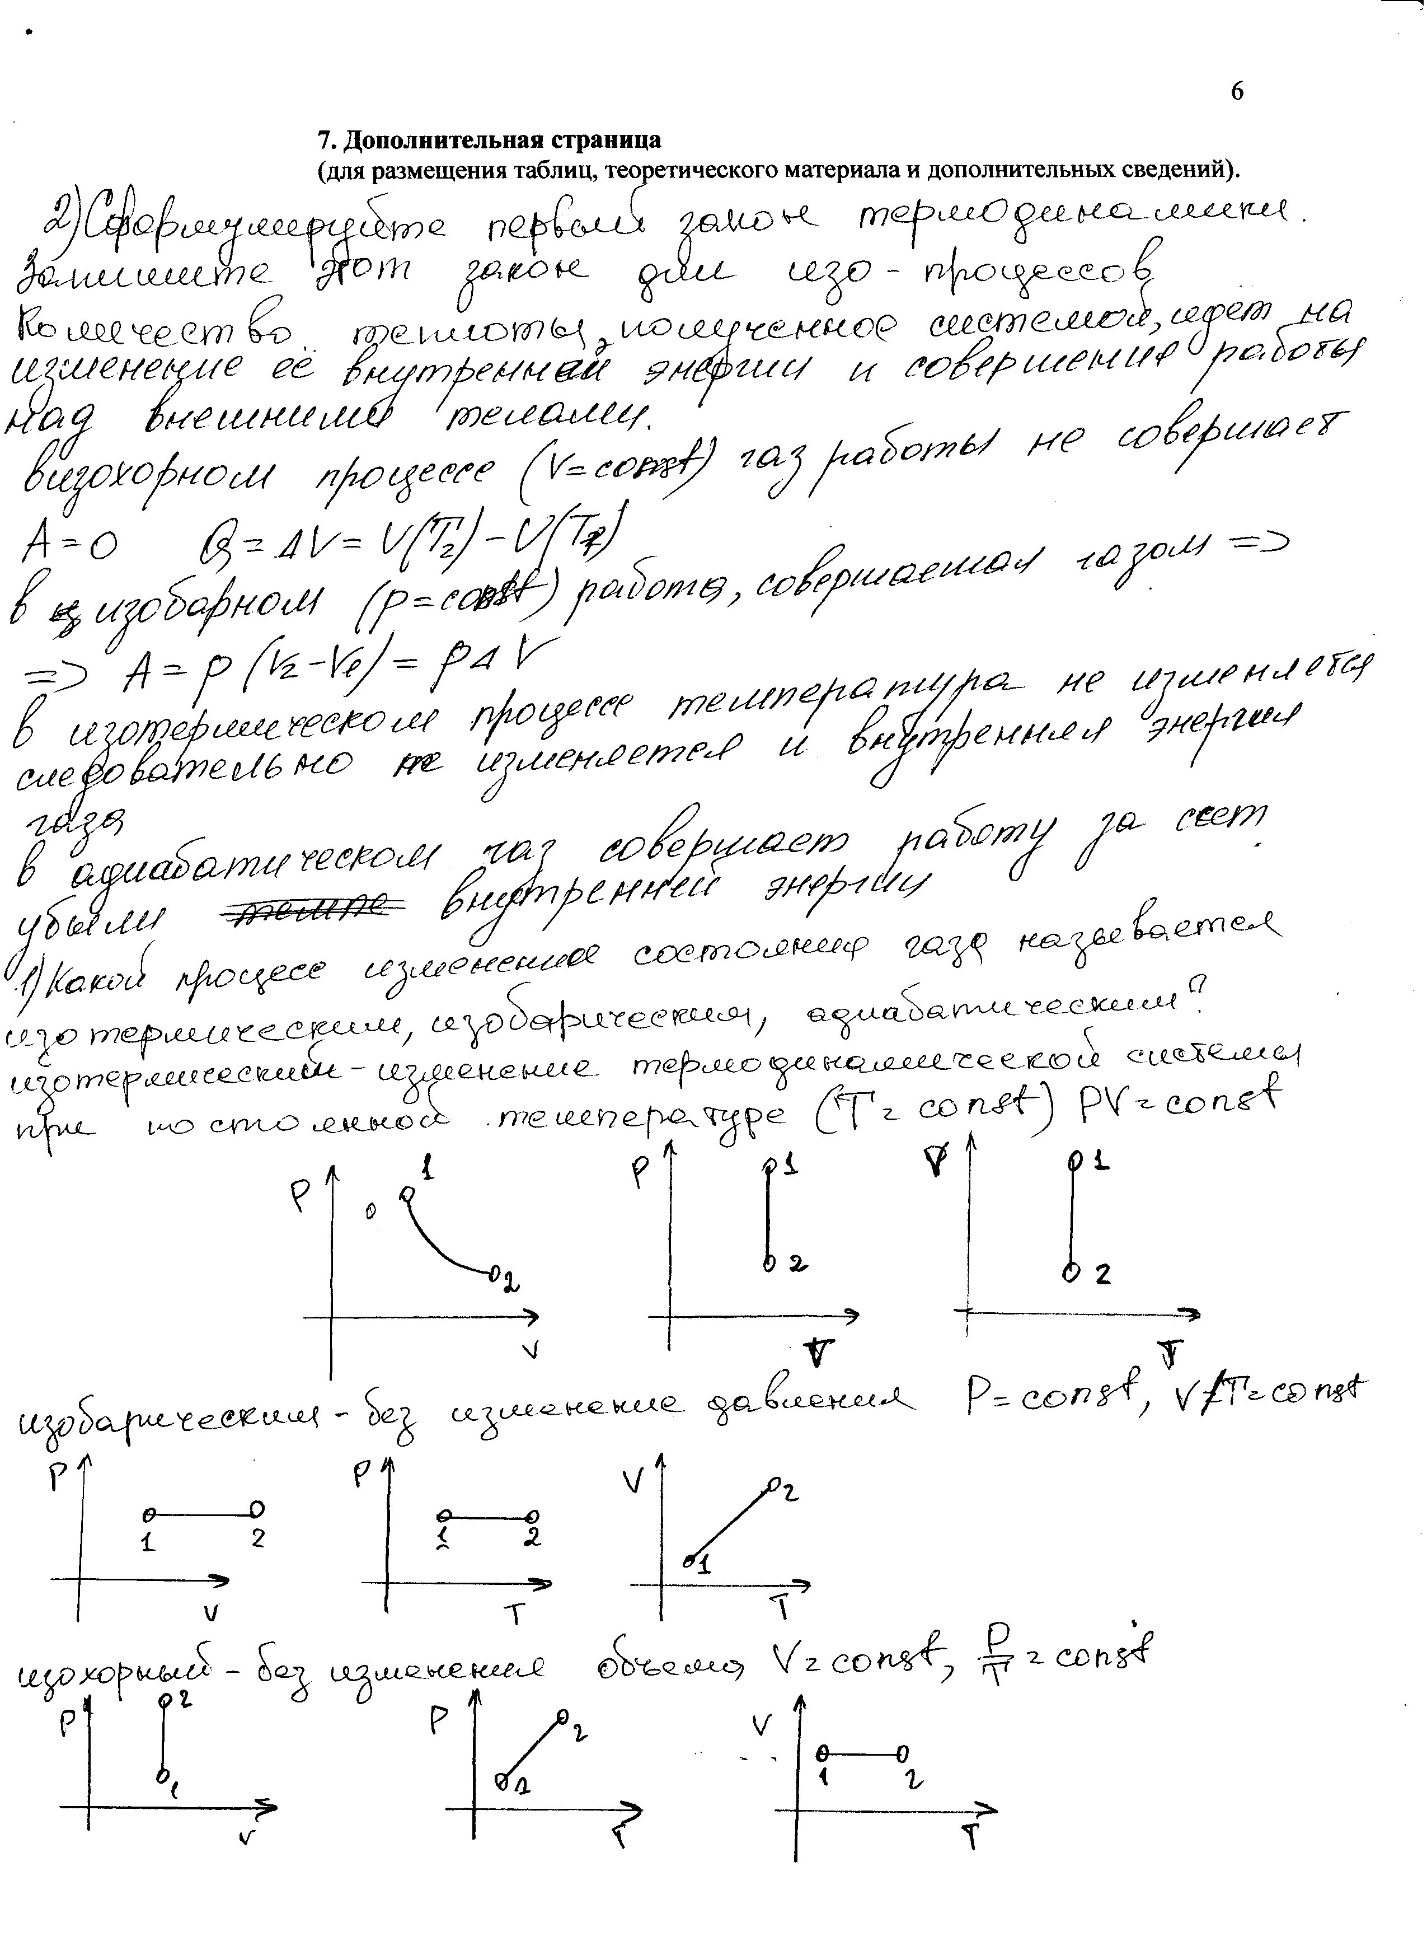 6
7. Дополнительная страница
(для размещения таблиц, теоретического материала и дополнительных сведений).
2) Сформулируйте первый закон термодинамики.
Запишите этот закон для изо-процессов
Количество теплоты, полученное системой, идет на
изменение её внутренней энергии и совершение работы
над внешними телами.
в изохорном процессе (V=const) газ работы не совершает
A=0 Q=ΔU=U(T2)-U(T1)
в изобарном (p=const) работа, совершаемая газом =>
=> A=p(V2-V1)=pΔV
в изотермическом процессе температура не изменяется
следовательно не изменяется и внутренняя энергия
газа
в адиабатическом газ совершает работу за счет
убыли темпе внутренней энергии
1) Какой процесс изменение состояния газа называется
изотермическим, изобарическим, адиабатическим?
изотермический - изменение термодинамической системы
при постоянной температуре (T=const) PV=const
P 1 2 V
P 1 2 T
V 1 2 T
изобарическим - без изменение давления P=const, V/T=const
P 1 2 V
P 1 2 T
V 1 2 T
изохорный - без изменения объема V=const, P/T=const
P 2 1 V
P 2 1 T
V 1 2 T